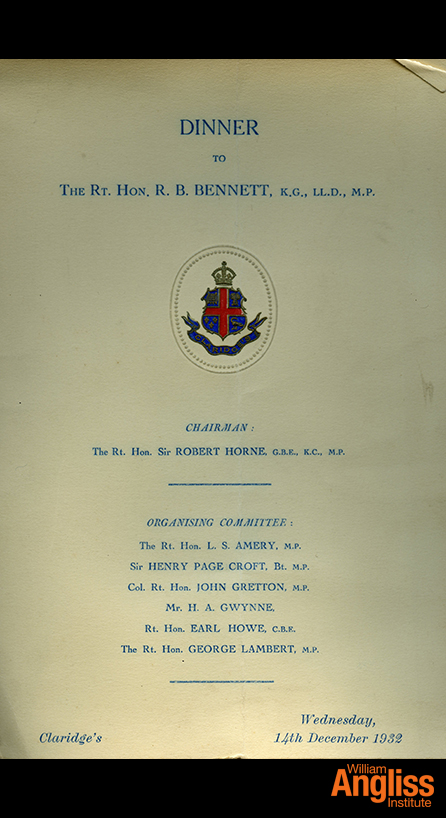 DINNER
TO
THE RT. HON. R. B. BENNETT, K.G., LL.D., M.P.
CHAIRMAN :
The Rt. Hon. Sir ROBERT HORNE, G.B.E., K.C., M.P.
ORGANISING COMMITTEE :
The Rt. Hon. L. S. AMERY, M.P.
Sir HENRY PAGE CROFT, Bt. M.P.
Col. Rt. Hon. JOHN GRETTON, M.P.
Mr. H. A. GWYNNE,
Rt. Hon. EARL HOWE, C.B.E.
The Rt. Hon. GEORGE LAMBERT, M.P.
Wednesday,
Claridge's 14th December 1932
William
Angliss
Institute